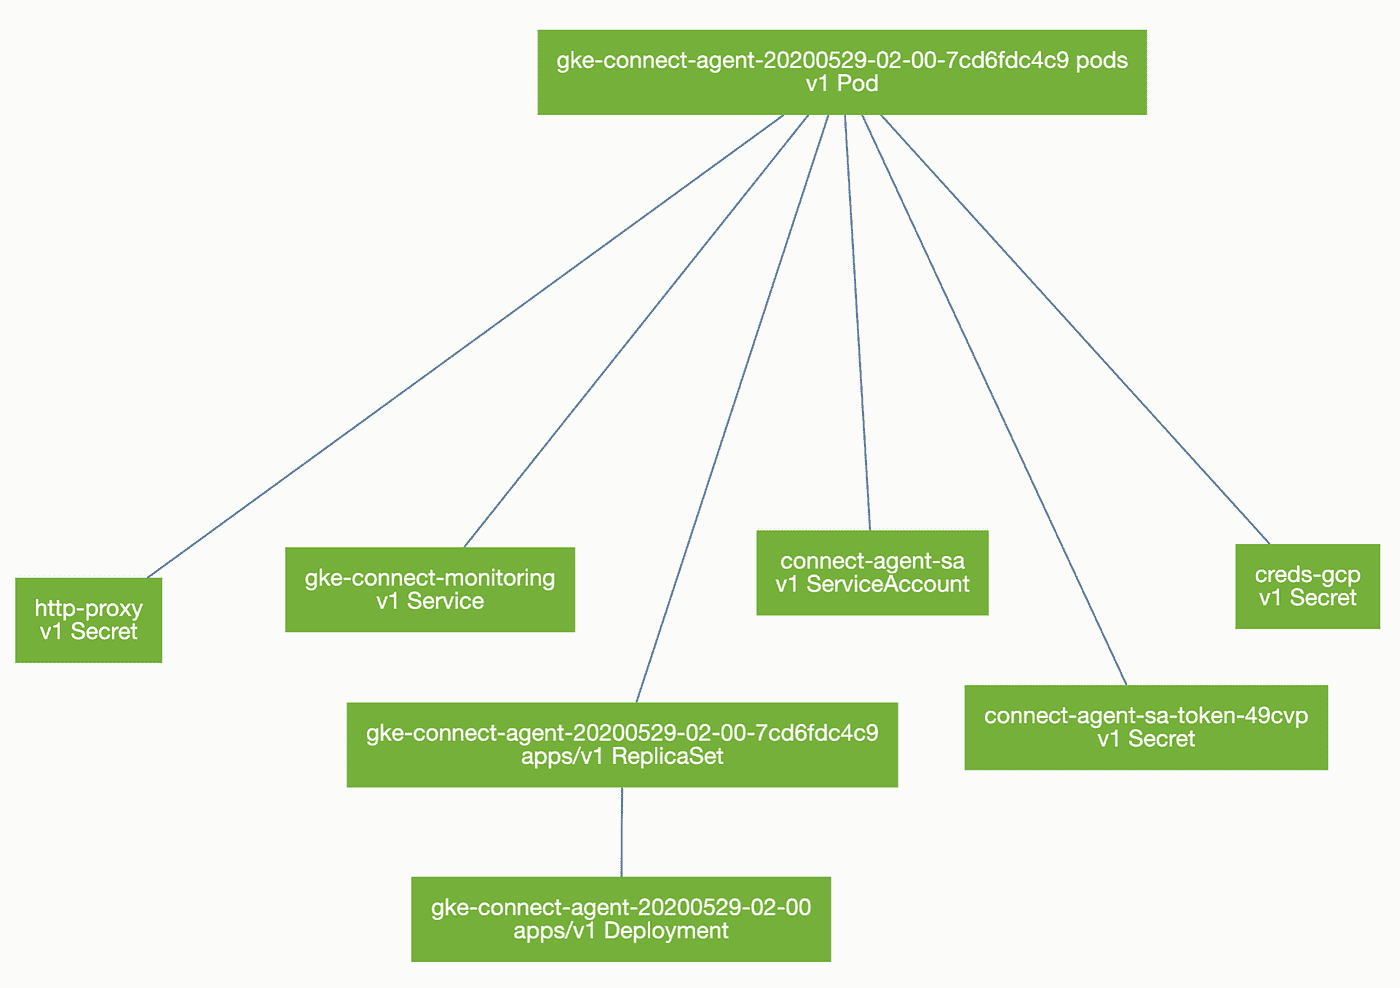 gke-connect-agent-20200529-02-00-7cd6fdc4c9 pods
v1 Pod
http-proxy
v1 Secret
gke-connect-monitoring
v1 Service
connect-agent-sa
v1 ServiceAccount
creds-gcp
v1 Secret
gke-connect-agent-20200529-02-00-7cd6fdc4c9
apps/v1 ReplicaSet
connect-agent-sa-token-49cvp
v1 Secret
gke-connect-agent-20200529-02-00
apps/v1 Deployment